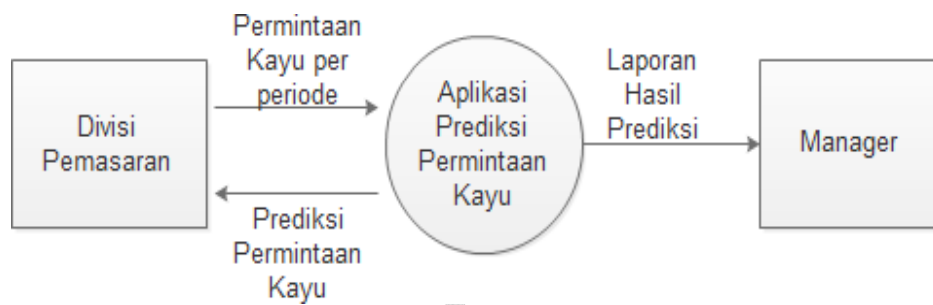 Permintaan
Kayu per
periode
Divisi
Pemasaran
Prediksi
Permintaan
Kayu
Aplikasi
Prediksi
Permintaan
Kayu
Laporan
Hasil
Prediksi
Manager